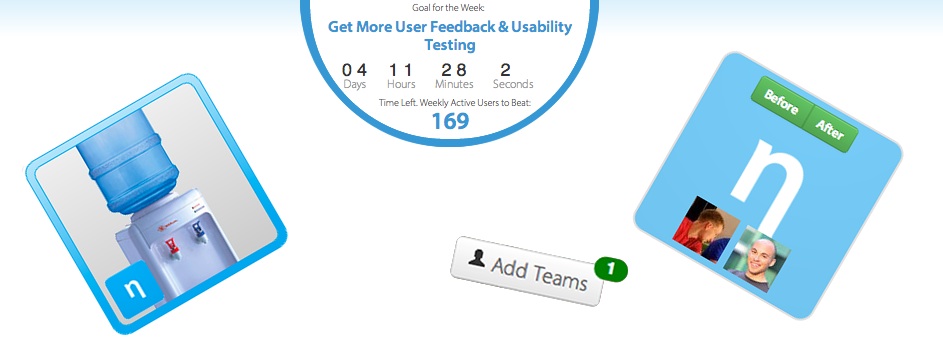 Goal for the Week:
Get More User Feedback & Usability
Testing
04 11 28 2
Days Hours Minutes Seconds
Time Left. Weekly Active Users to Beat:
169
Before After
η
η
Add Teams 1